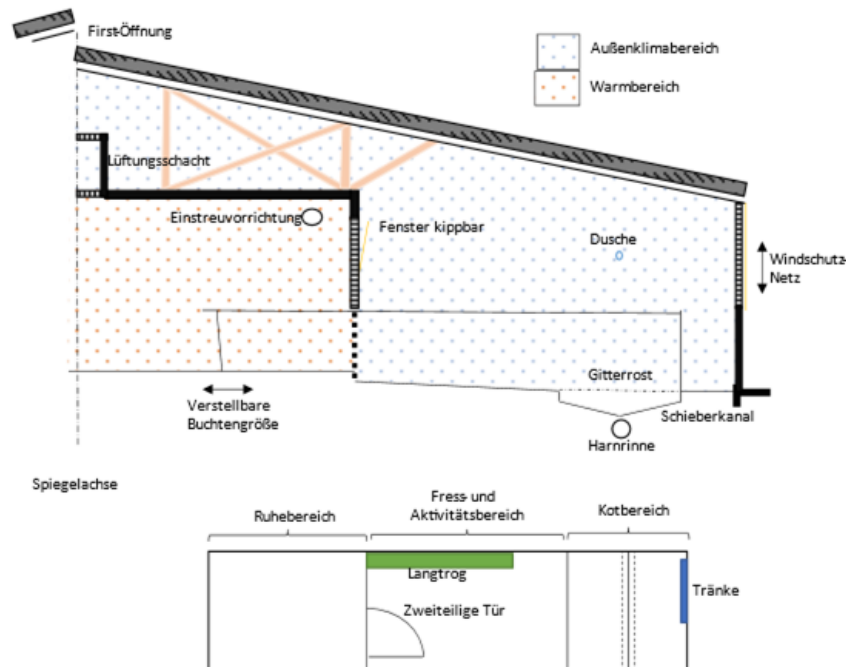 First-Öffnung
Außenklimabereich
Warmbereich
Lüftungsschacht
Einstreuvorrichtung
Fenster kippbar
Dusche
Windschutz-
Netz
Gitterrost
Verstellbare
Buchtengröße
Schieberkanal
Harnrinne
Spiegelachse
Ruhebereich
Fress- und
Aktivitätsbereich
Kotbereich
Langtrog
Tränke
Zweiteilige Tür